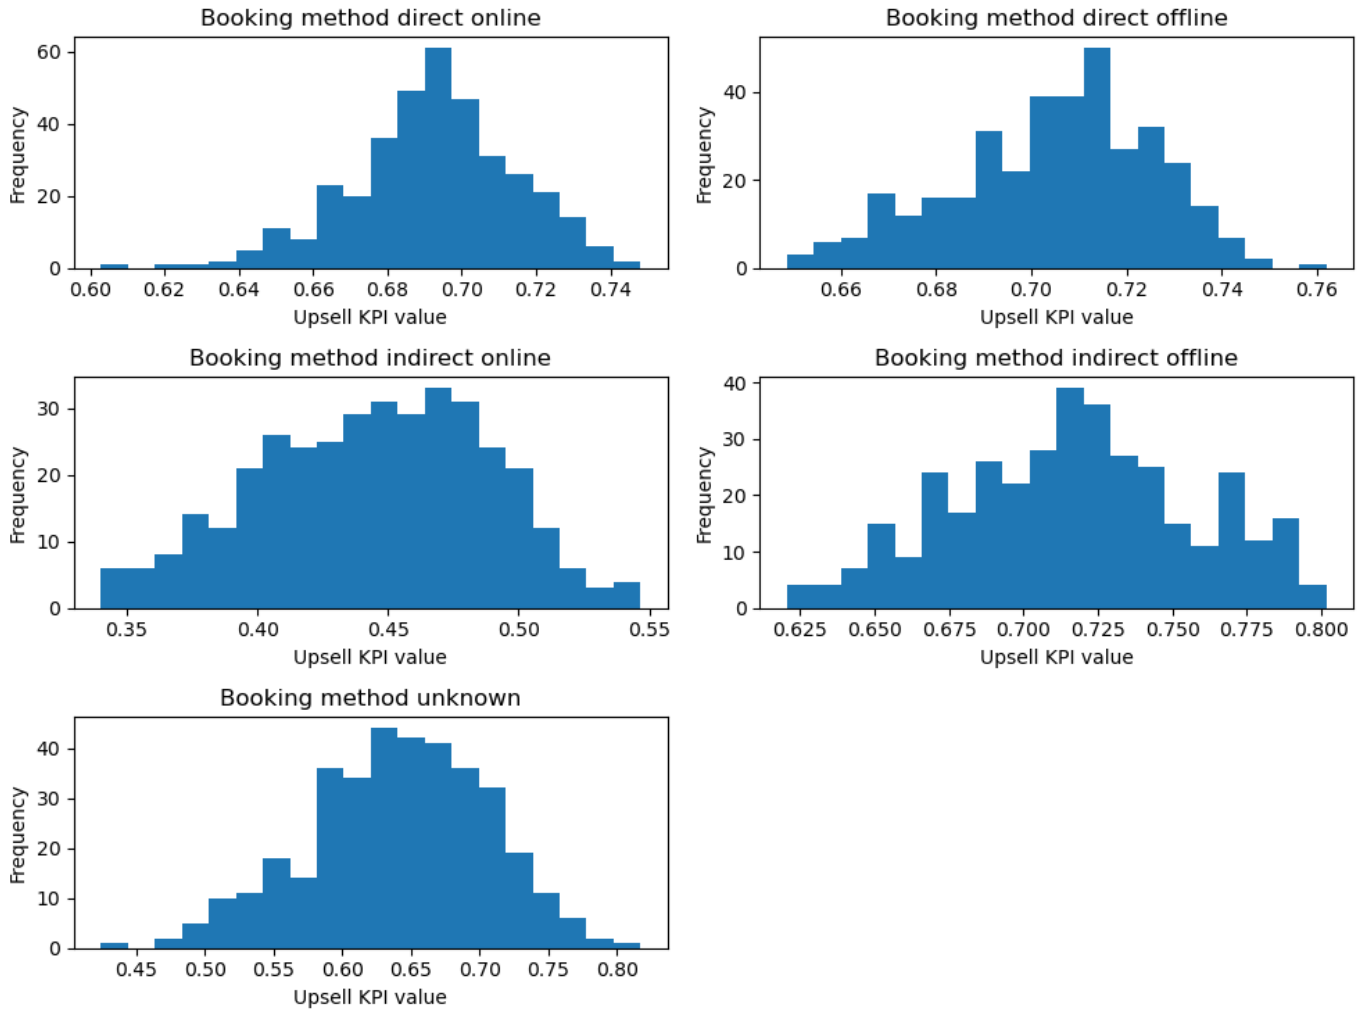 Booking method direct online
60
40
20
0
Frequency
0.60 0.62 0.64 0.66 0.68 0.70 0.72 0.74
Upsell KPI value
Booking method direct offline
40
20
0
Frequency
0.66 0.68 0.70 0.72 0.74 0.76
Upsell KPI value
Booking method indirect online
30
20
10
0
Frequency
0.35 0.40 0.45 0.50 0.55
Upsell KPI value
Booking method indirect offline
40
30
20
10
0
Frequency
0.625 0.650 0.675 0.700 0.725 0.750 0.775 0.800
Upsell KPI value
Booking method unknown
40
30
20
10
0
Frequency
0.45 0.50 0.55 0.60 0.65 0.70 0.75 0.80
Upsell KPI value